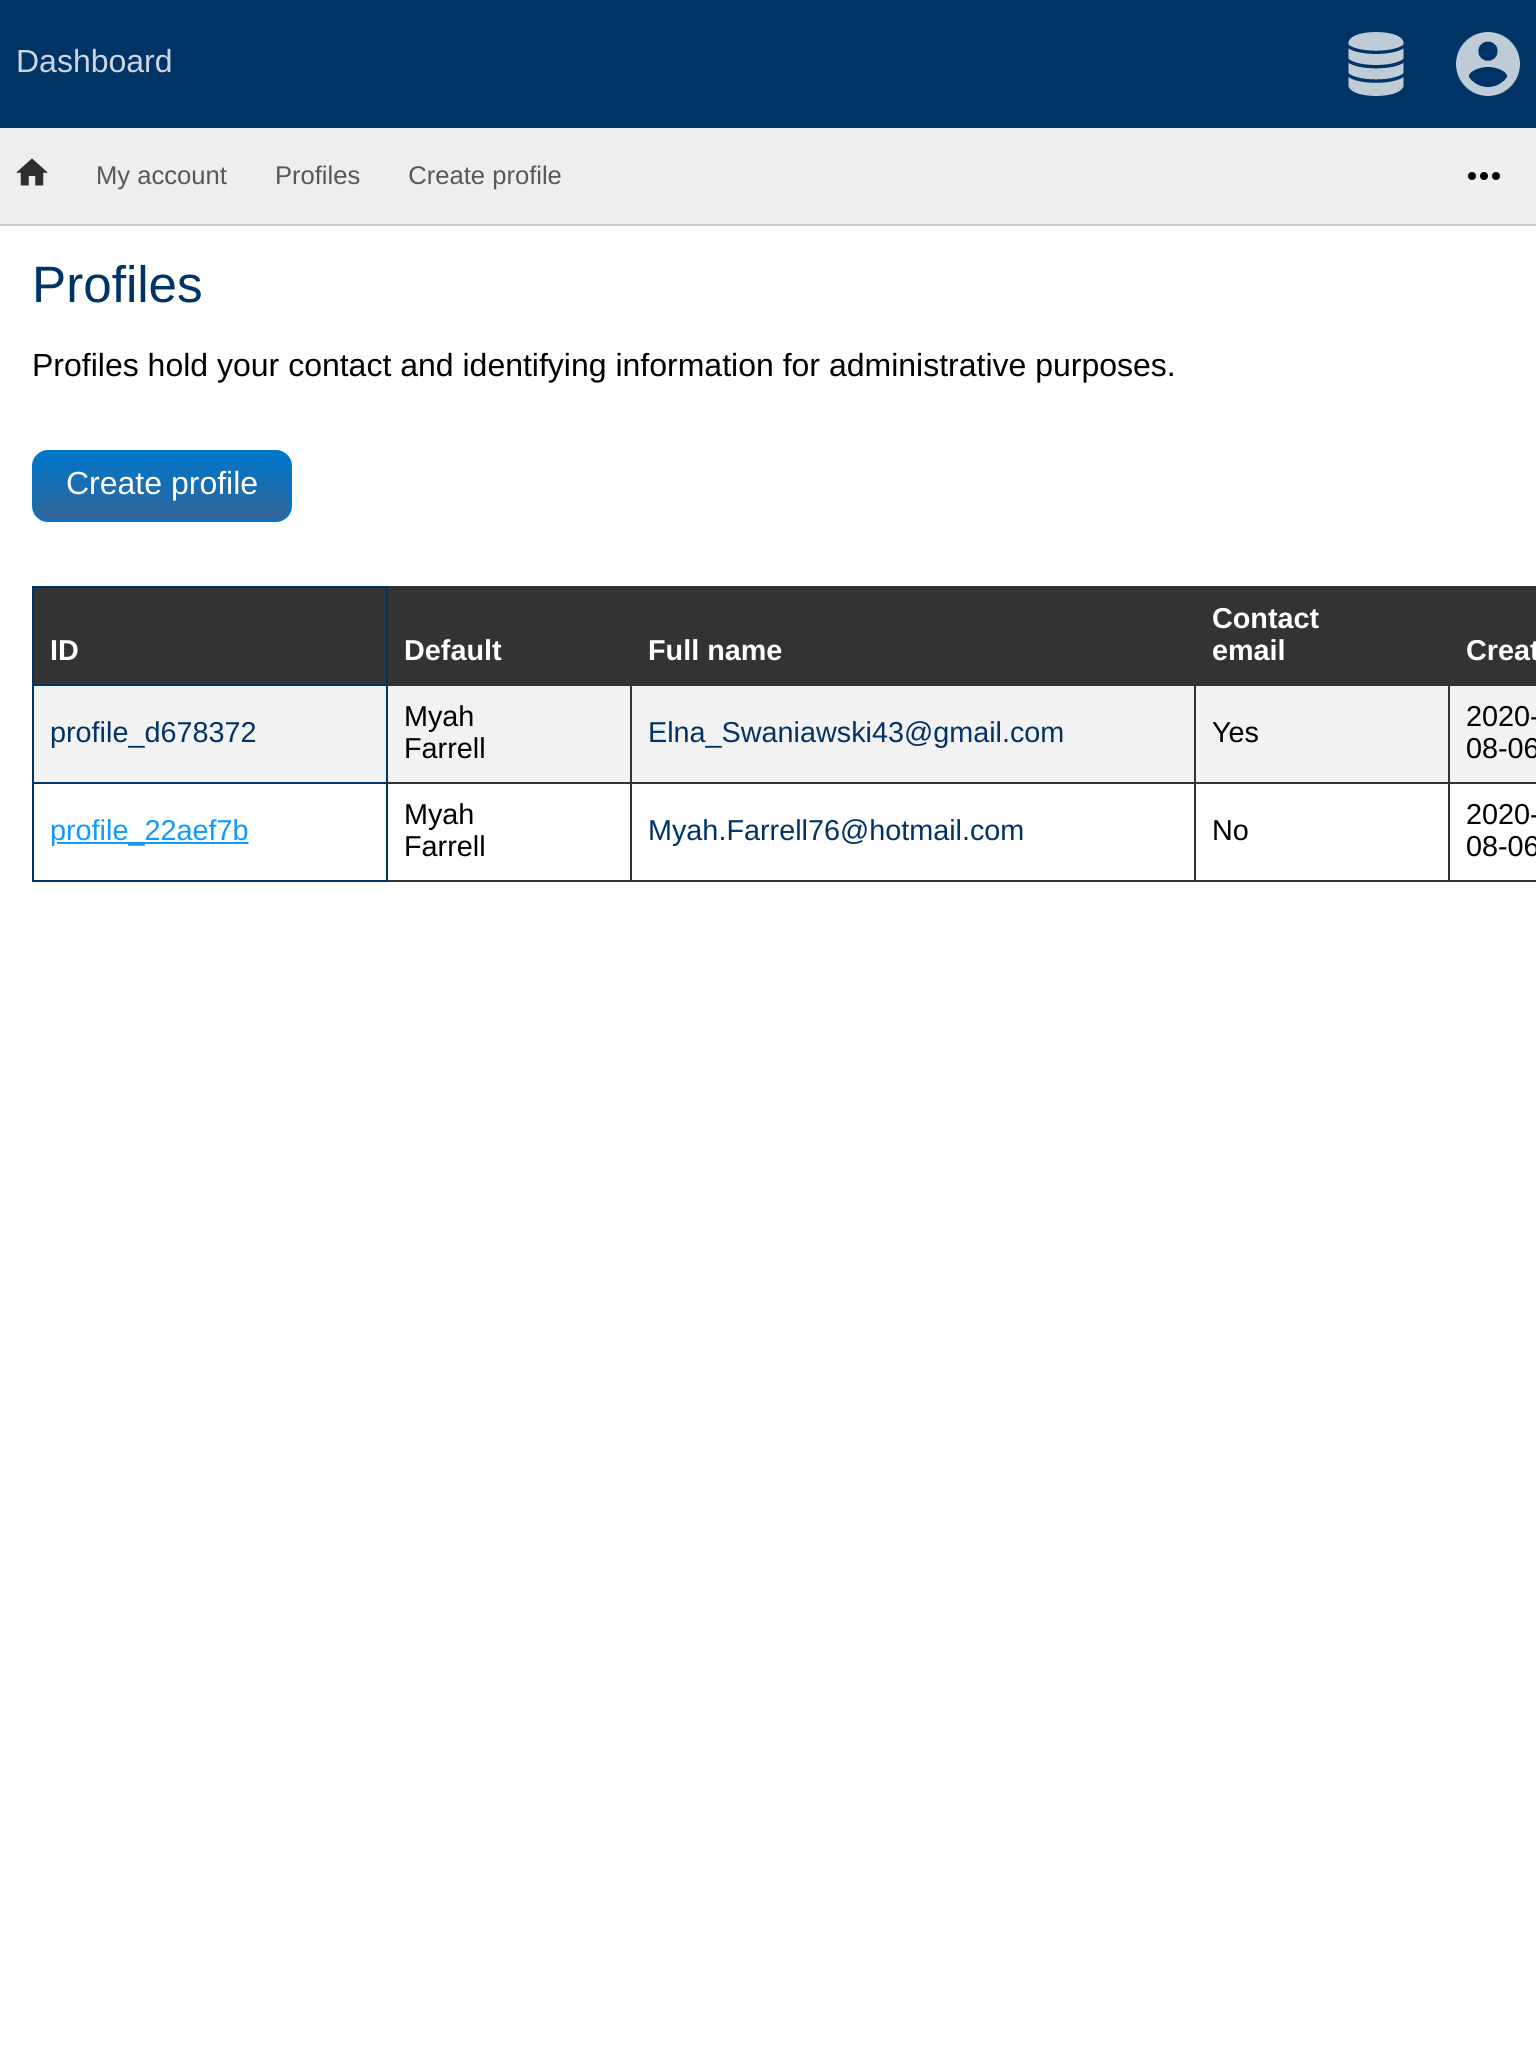 Dashboard
My account Profiles Create profile
Profiles
Profiles hold your contact and identifying information for administrative purposes.
Create profile
ID Default Full name Contact email
profile_d678372 Myah Farrell Elna_Swaniawski43@gmail.com Yes 2020-08-06
profile_22aef7b Myah Farrell Myah.Farrell76@hotmail.com No 2020-08-06